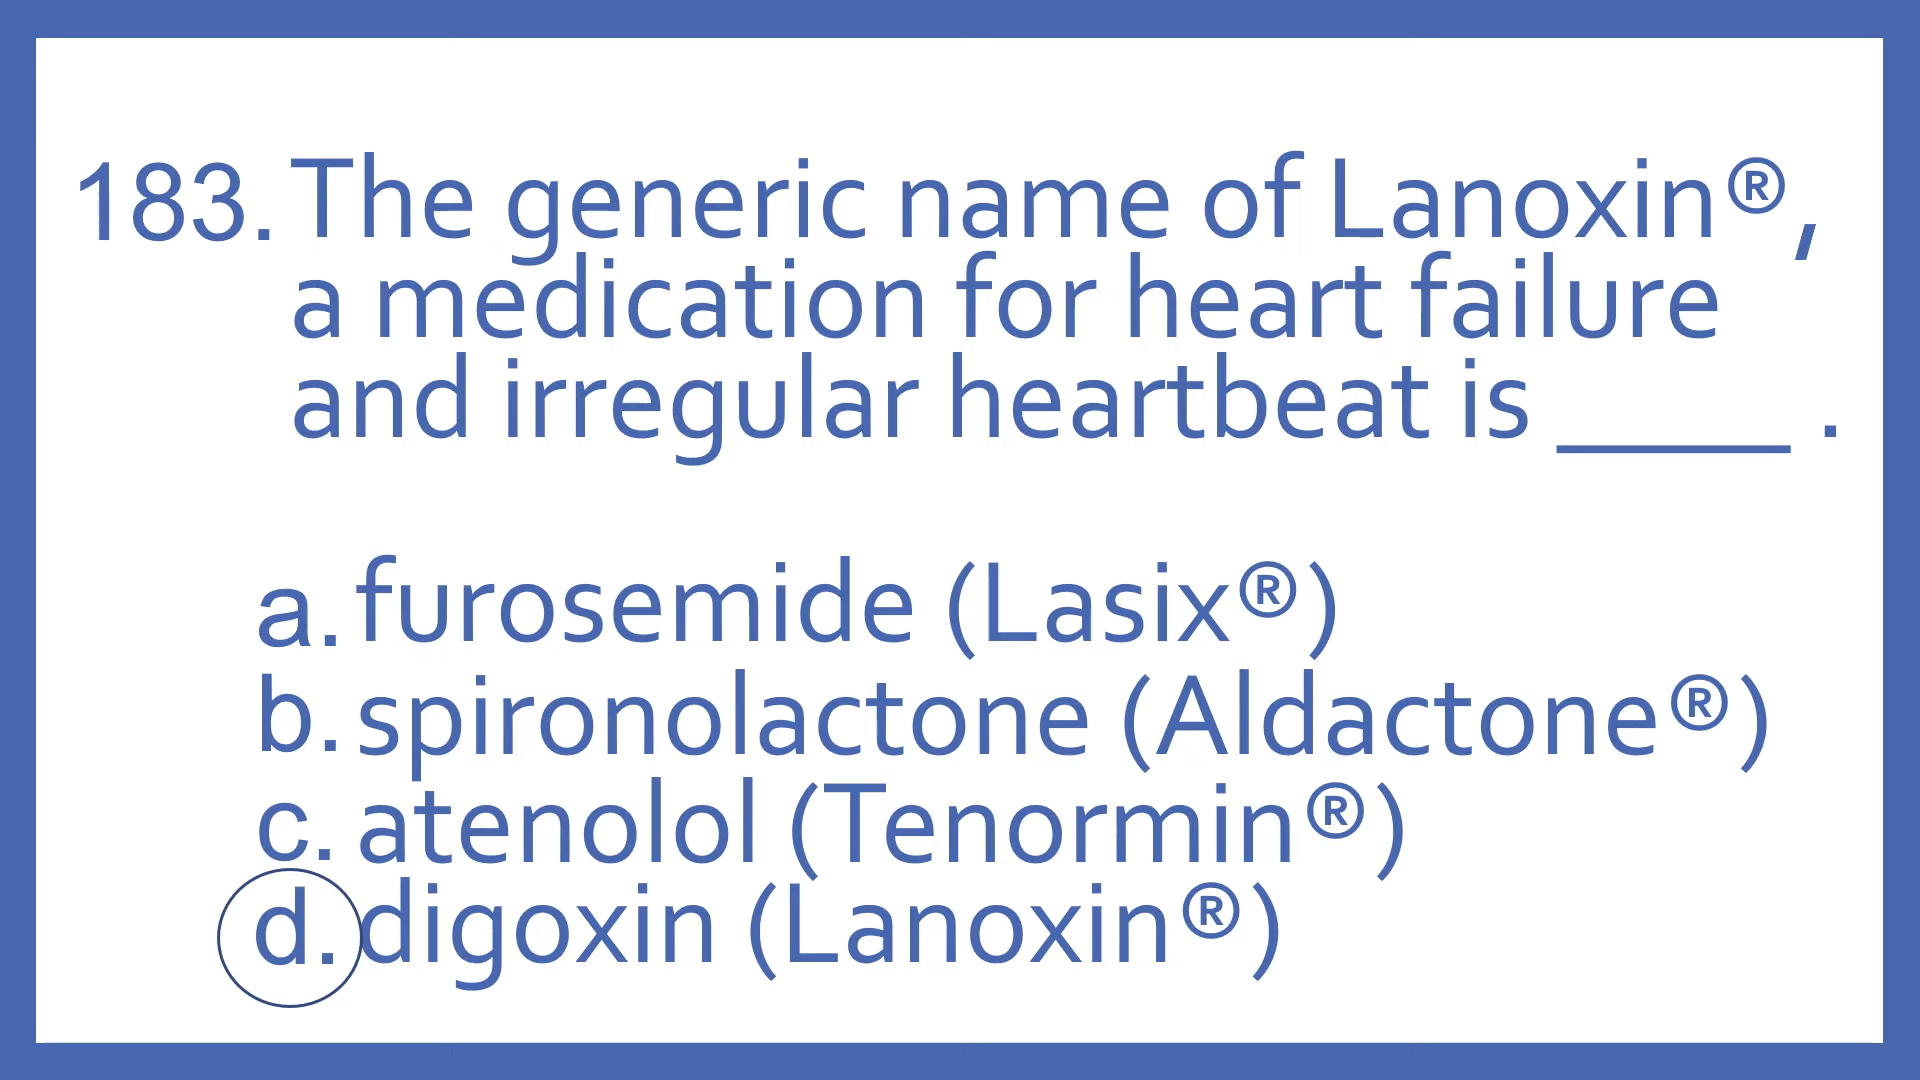 183. The generic name of Lanoxin®,
a medication for heart failure
and irregular heartbeat is ____ .
a. furosemide (Lasix®)
b. spironolactone (Aldactone®)
c. atenolol (Tenormin®)
d. digoxin (Lanoxin®)